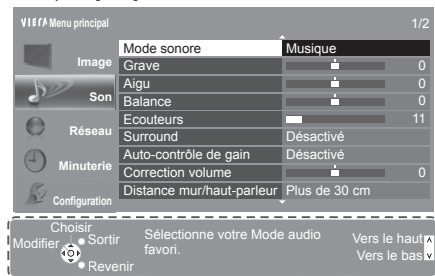 VIErA Menu principal 1/2
Image
Son
Réseau
Minuterie
Configuration
Mode sonore Musique
Grave 0
Aigu 0
Balance 0
Ecouteurs 11
Surround Désactivé
Auto-contrôle de gain Désactivé
Correction volume 0
Distance mur/haut-parleur Plus de 30 cm
Choisir
Modifier
Sortir
Revenir
Sélectionne votre Mode audio
favori.
Vers le haut
Vers le bas